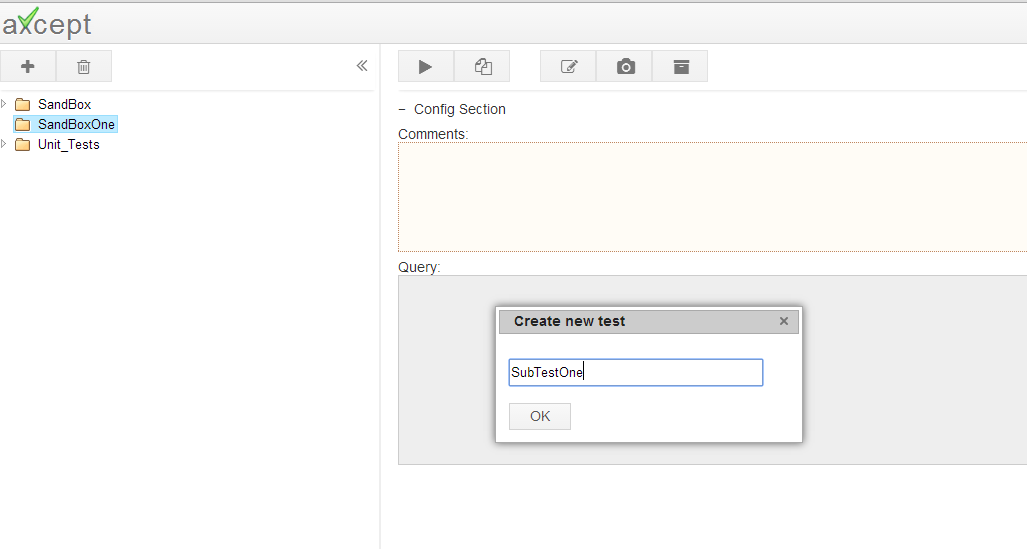 axcept
SandBox
SandBoxOne
Unit_Tests
− Config Section
Comments:
Query:
Create new test ×
SubTestOne
OK